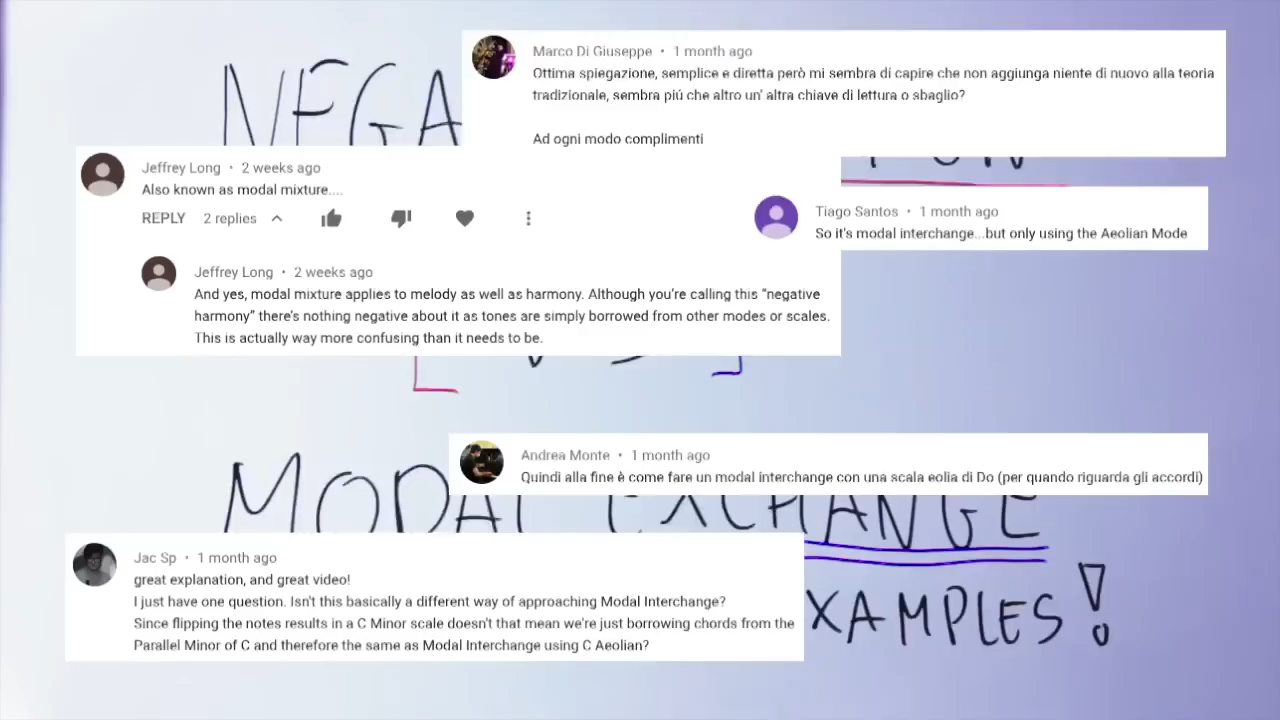 NEGA
Marco Di Giuseppe • 1 month ago
Ottima spiegazione, semplice e diretta però mi sembra di capire che non aggiunga niente di nuovo alla teoria
tradizionale, sembra piú che altro un' altra chiave di lettura o sbaglio?
Ad ogni modo complimenti
Jeffrey Long • 2 weeks ago
Also known as modal mixture....
REPLY 2 replies
Tiago Santos • 1 month ago
So it's modal interchange...but only using the Aeolian Mode
Jeffrey Long • 2 weeks ago
And yes, modal mixture applies to melody as well as harmony. Although you're calling this “negative
harmony” there's nothing negative about it as tones are simply borrowed from other modes or scales.
This is actually way more confusing than it needs to be.
Andrea Monte • 1 month ago
Quindi alla fine è come fare un modal interchange con una scala eolia di Do (per quando riguarda gli accordi)
MODAL EXCHANGE
Jac Sp • 1 month ago
great explanation, and great video!
I just have one question. Isn't this basically a different way of approaching Modal Interchange?
Since flipping the notes results in a C Minor scale doesn't that mean we're just borrowing chords from the
Parallel Minor of C and therefore the same as Modal Interchange using C Aeolian?
XAMPLES!